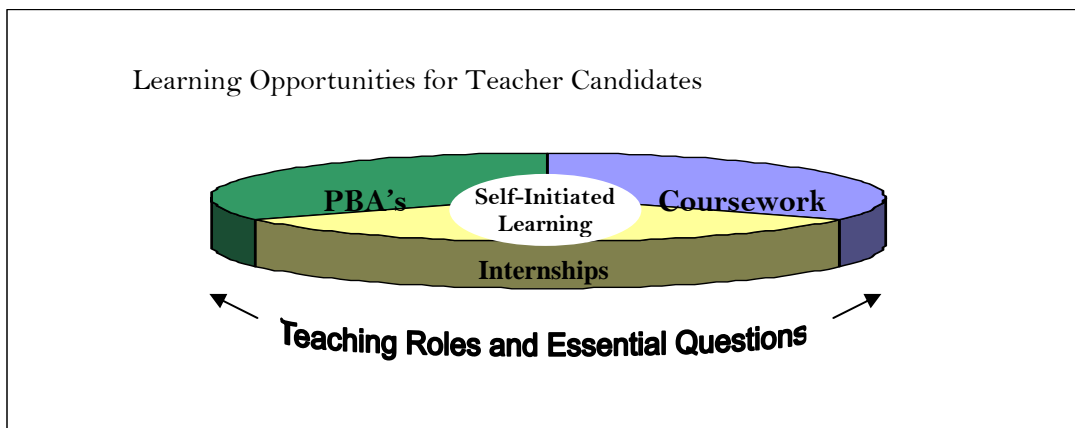 Learning Opportunities for Teacher Candidates
PBA's
Self-Initiated
Learning
Coursework
Internships
Teaching Roles and Essential Questions